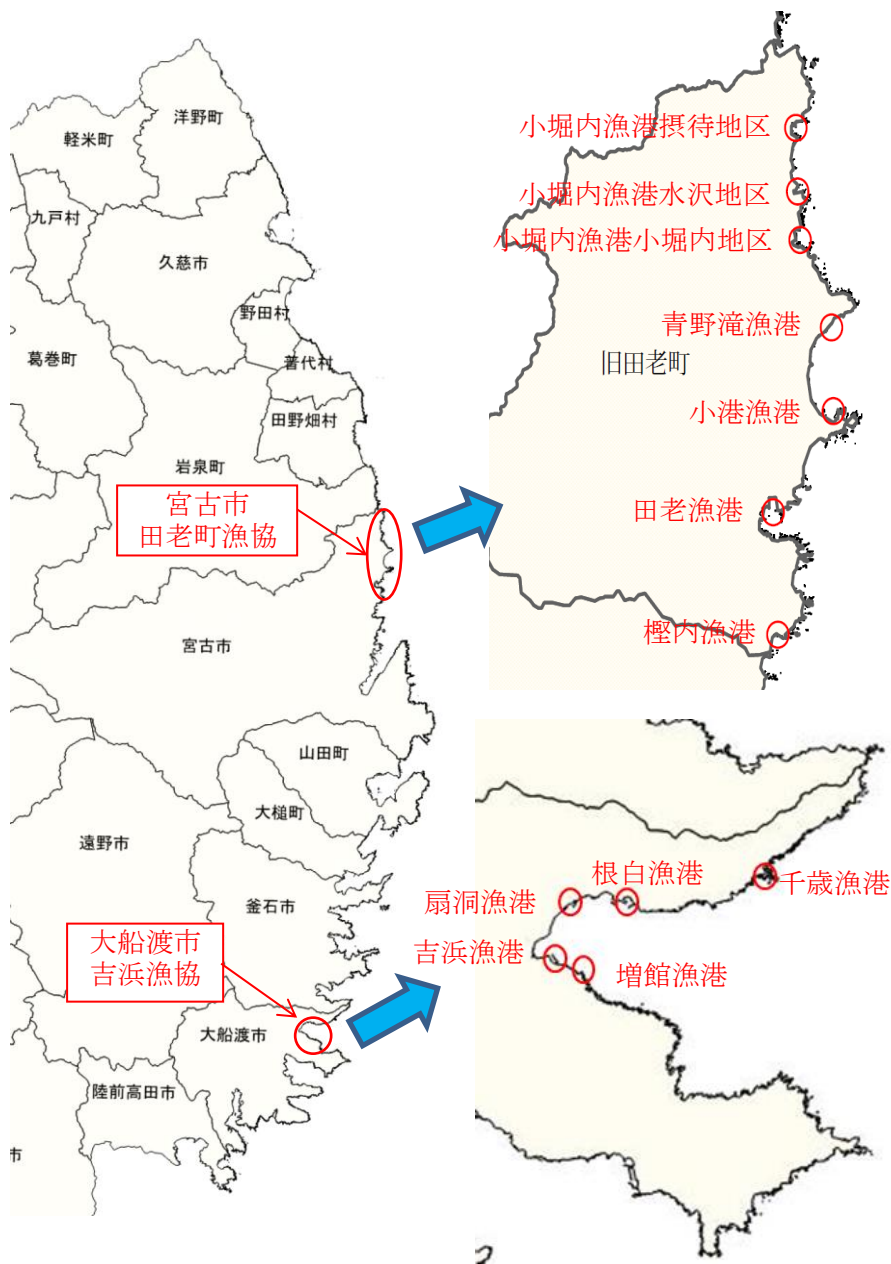 洋野町
軽米町
九戸村
久慈市
野田村
普代村
葛巻町
田野畑村
岩泉町
宮古市
田老町漁協
宮古市
山田町
大槌町
遠野市
釜石市
大船渡市
吉浜漁協
大船渡市
陸前高田市
市
小堀内漁港摂待地区
小堀内漁港水沢地区
小堀内漁港小堀内地区
青野滝漁港
旧田老町
小港漁港
田老漁港
樫内漁港
根白漁港
千歳漁港
扇洞漁港
吉浜漁港
増館漁港